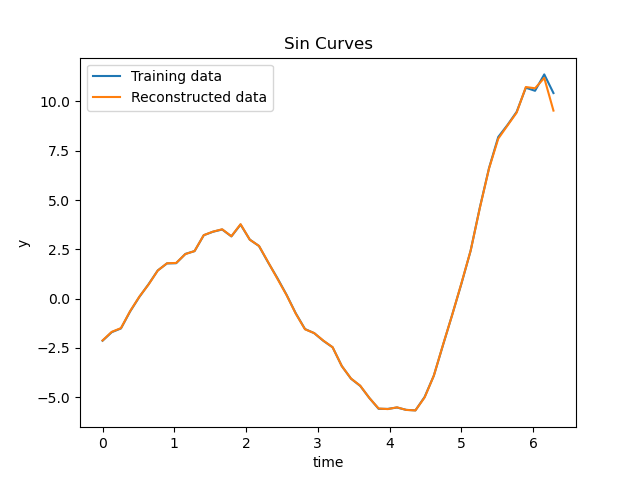 Sin Curves
Training data
Reconstructed data
10.0
7.5
5.0
2.5
0.0
−2.5
−5.0
y
0 1 2 3 4 5 6
time